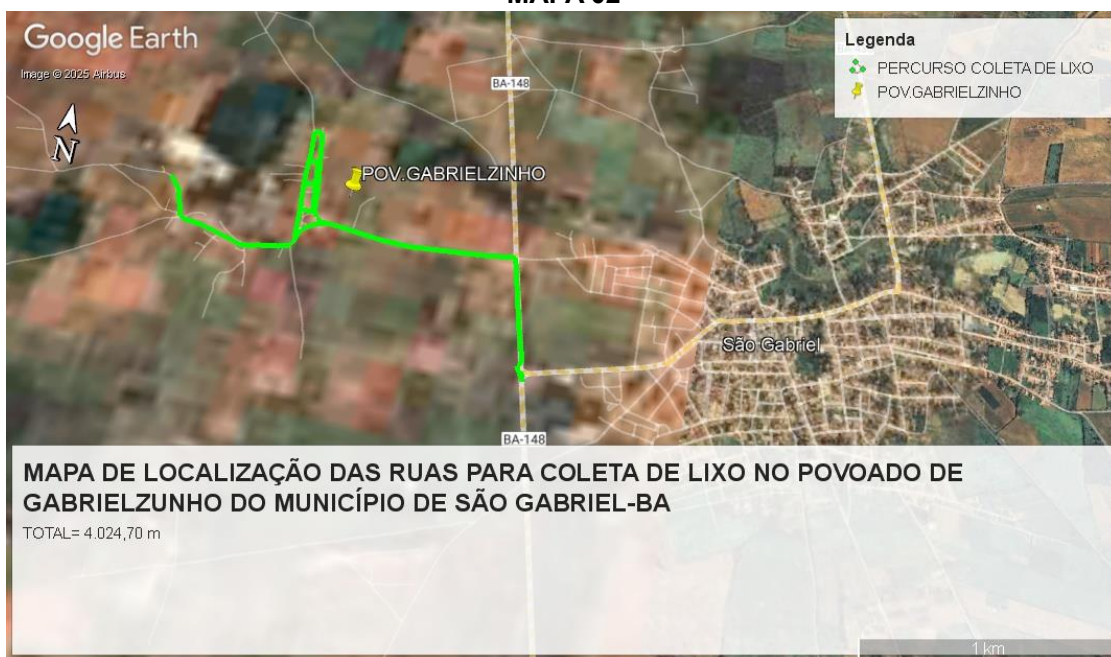 Google Earth
Image © 2025 Airbus
N
BA-148
Legenda
PERCURSO COLETA DE LIXO
POV.GABRIELZINHO
POV.GABRIELZINHO
São Gabriel
BA-148
MAPA DE LOCALIZAÇÃO DAS RUAS PARA COLETA DE LIXO NO POVOADO DE
GABRIELZUNHO DO MUNICÍPIO DE SÃO GABRIEL-BA
TOTAL= 4.024,70 m
1 km